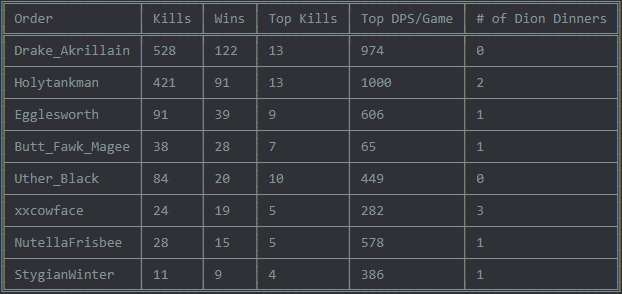 Order Kills Wins Top Kills Top DPS/Game # of Dion Dinners
Drake_Akrillain 528 122 13 974 0
Holytankman 421 91 13 1000 2
Egglesworth 91 39 9 606 1
Butt_Fawk_Magee 38 28 7 65 1
Uther_Black 84 20 10 449 0
xxcowface 24 19 5 282 3
NutellaFrisbee 28 15 5 578 1
StygianWinter 11 9 4 386 1